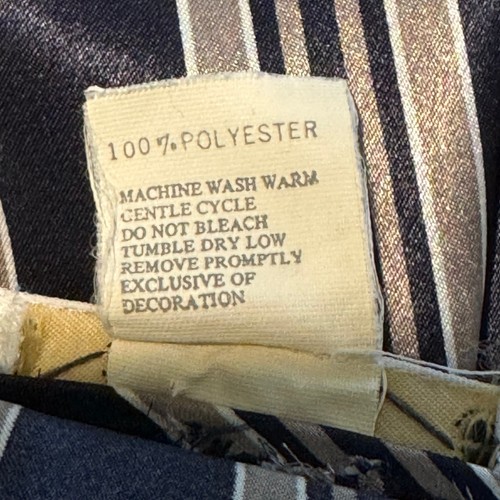 100% POLYESTER
MACHINE WASH WARM
GENTLE CYCLE
DO NOT BLEACH
TUMBLE DRY LOW
REMOVE PROMPTLY
EXCLUSIVE OF
DECORATION